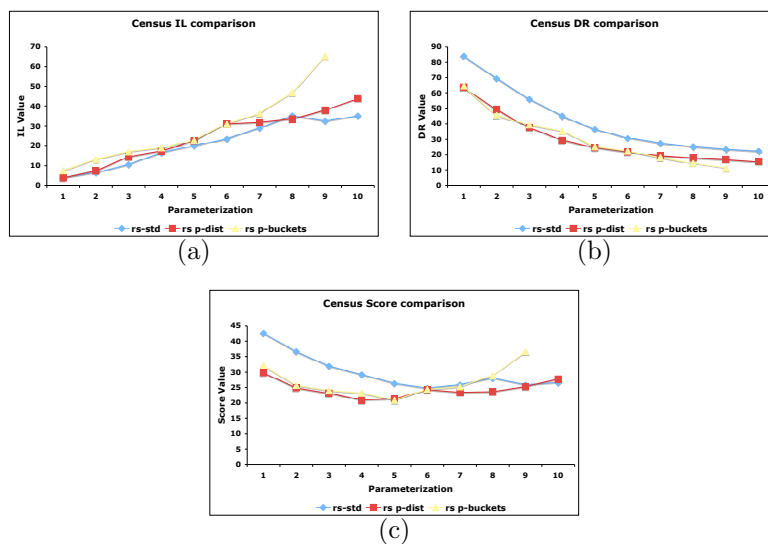 Census IL comparison
70
60
50
40
30
20
10
0
IL Value
1 2 3 4 5 6 7 8 9 10
Parameterization
rs-std rs p-dist rs p-buckets
(a)
Census DR comparison
90
80
70
60
50
40
30
20
10
0
DR Value
1 2 3 4 5 6 7 8 9 10
Parameterization
rs-std rs p-dist rs p-buckets
(b)
Census Score comparison
45
40
35
30
25
20
15
10
5
0
Score Value
1 2 3 4 5 6 7 8 9 10
Parameterization
rs-std rs p-dist rs p-buckets
(c)